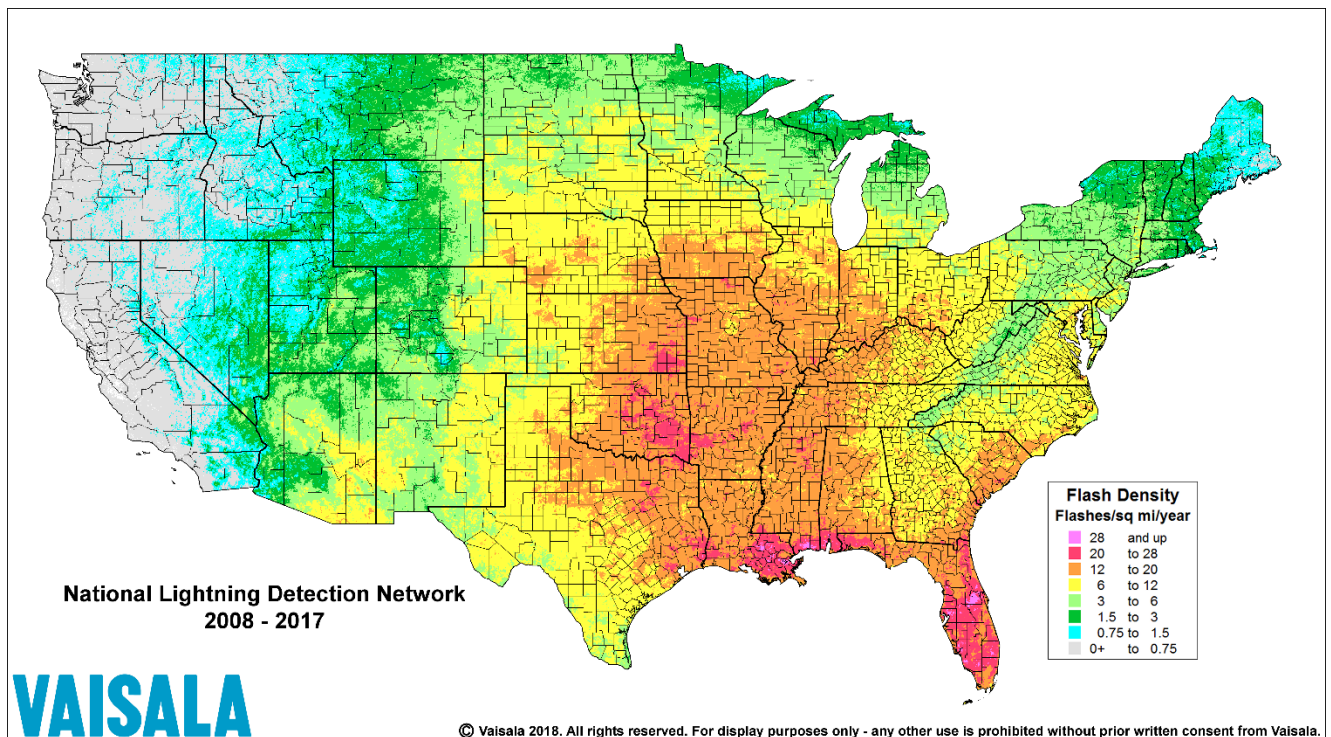 National Lightning Detection Network
2008 - 2017
VAISALA
Flash Density
Flashes/sq mi/year
28 and up
20 to 28
12 to 20
6 to 12
3 to 6
1.5 to 3
0.75 to 1.5
0+ to 0.75
© Vaisala 2018. All rights reserved. For display purposes only - any other use is prohibited without prior written consent from Vaisala.